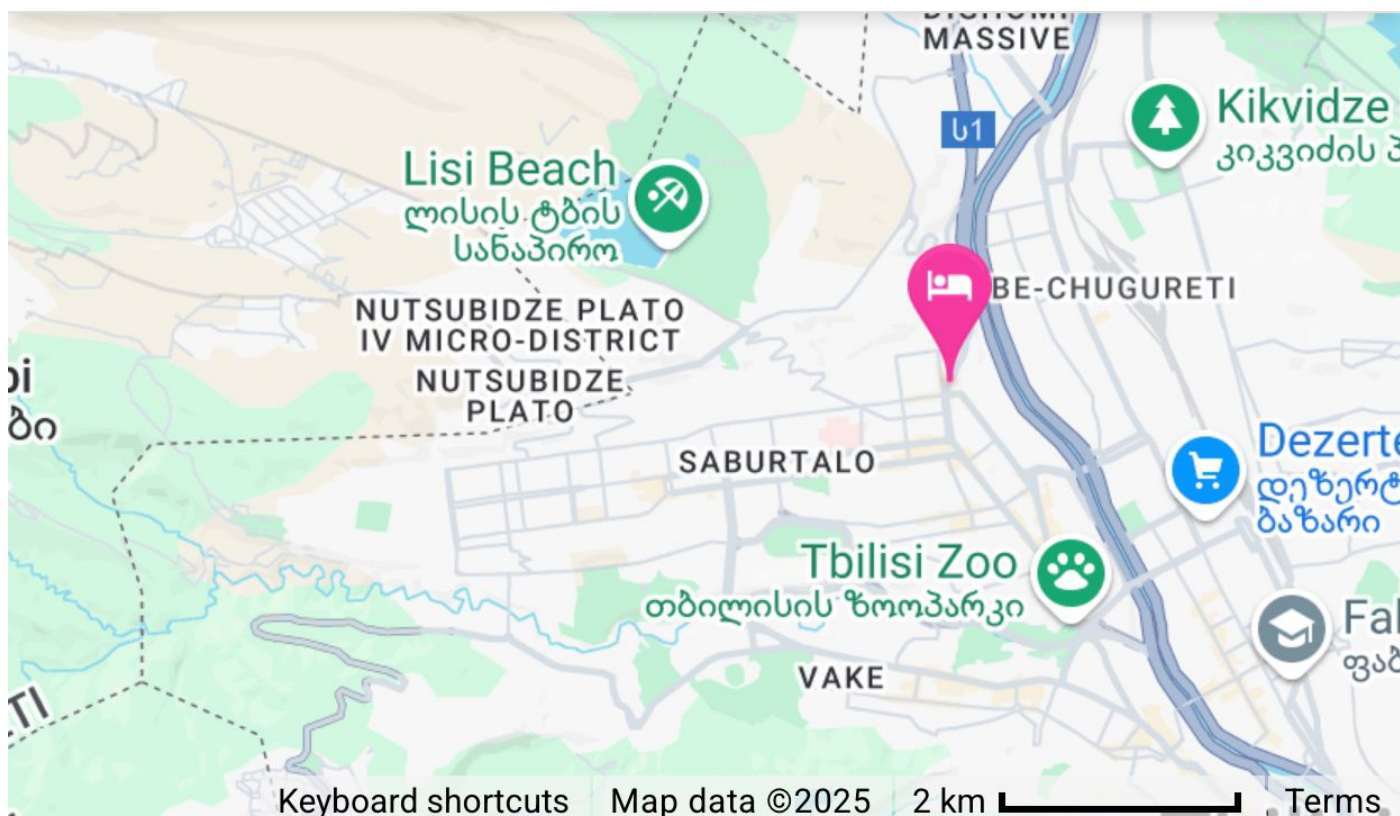 MASSIVE
Kikvidze
კიკვიძის
ს1
Lisi Beach
ლისის ტბის
სანაპირო
BE-CHUGURETI
NUTSUBIDZE PLATO
IV MICRO-DISTRICT
NUTSUBIDZE
PLATO
SABURTALO
Tbilisi Zoo
თბილისის ზოოპარკი
ბაზარი
VAKE
Keyboard shortcuts
Map data ©2025
2 km
Terms